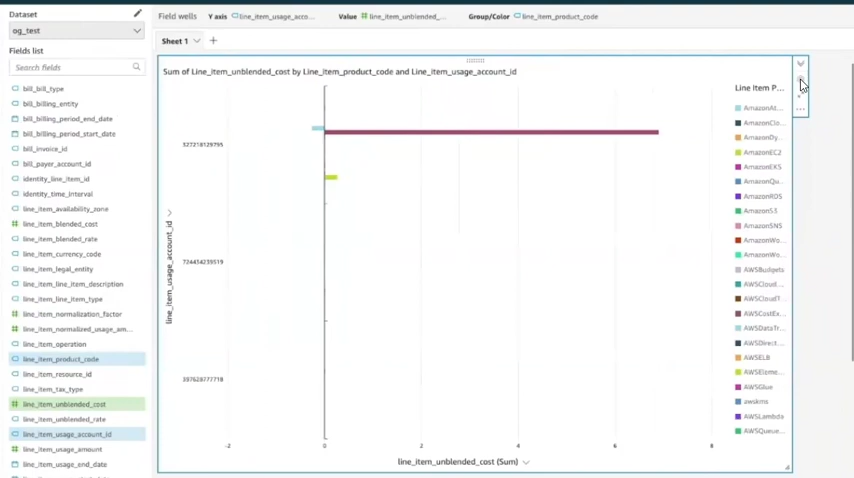 Dataset
og_test
Fields list
Search fields
bill_bill_type
bill_billing_entity
bill_billing_period_end_date
bill_billing_period_start_date
bill_invoice_id
bill_payer_account_id
identity_line_item_id
identity_time_interval
line_item_availability_zone
line_item_blended_cost
line_item_blended_rate
line_item_currency_code
line_item_legal_entity
line_item_line_item_description
line_item_line_item_type
line_item_normalization_factor
line_item_normalized_usage_am...
line_item_operation
line_item_product_code
line_item_resource_id
line_item_tax_type
line_item_unblended_cost
line_item_unblended_rate
line_item_usage_account_id
line_item_usage_amount
line_item_usage_end_date
Field wells Y axis line_item_usage_acco... Value line_item_unblended_... Group/Color line_item_product_code
Sheet 1
Sum of Line_item_unblended_cost by Line_item_product_code and Line_item_usage_account_id
line_item_usage_account_id
327218129795
724434239519
397628777718
-2 0 2 4 6 8
line_item_unblended_cost (Sum)
Line Item P...
AmazonAt...
AmazonClo...
AmazonDy...
AmazonEC2
AmazonEKS
AmazonQu...
AmazonRDS
AmazonS3
AmazonSNS
AmazonWo...
AmazonWo...
AWSBudgets
AWSCloud...
AWSCloudT...
AWSCostEx...
AWSDataTr...
AWSDirect...
AWSELB
AWSEleme...
AWSGlue
awskms
AWSLambda
AWSQueue...